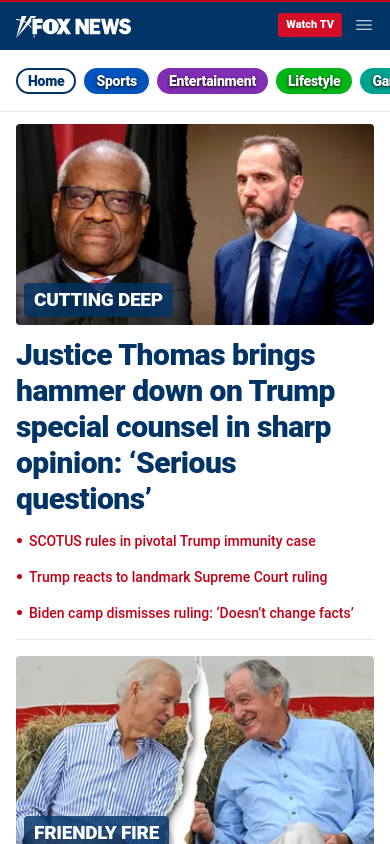 FOX NEWS
Watch TV
Home
Sports
Entertainment
Lifestyle
Ga
CUTTING DEEP
Justice Thomas brings
hammer down on Trump
special counsel in sharp
opinion: ‘Serious
questions’
• SCOTUS rules in pivotal Trump immunity case
• Trump reacts to landmark Supreme Court ruling
• Biden camp dismisses ruling: ‘Doesn’t change facts’
FRIENDLY FIRE